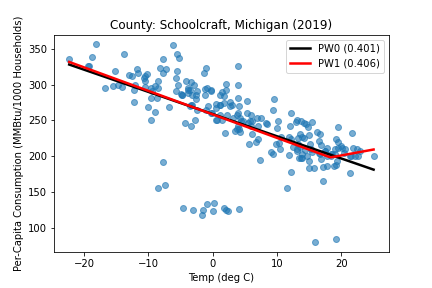 County: Schoolcraft, Michigan (2019)
Per-Capita Consumption (MMBtu/1000 Households)
350
300
250
200
150
100
PW0 (0.401)
PW1 (0.406)
−20 −10 0 10 20
Temp (deg C)